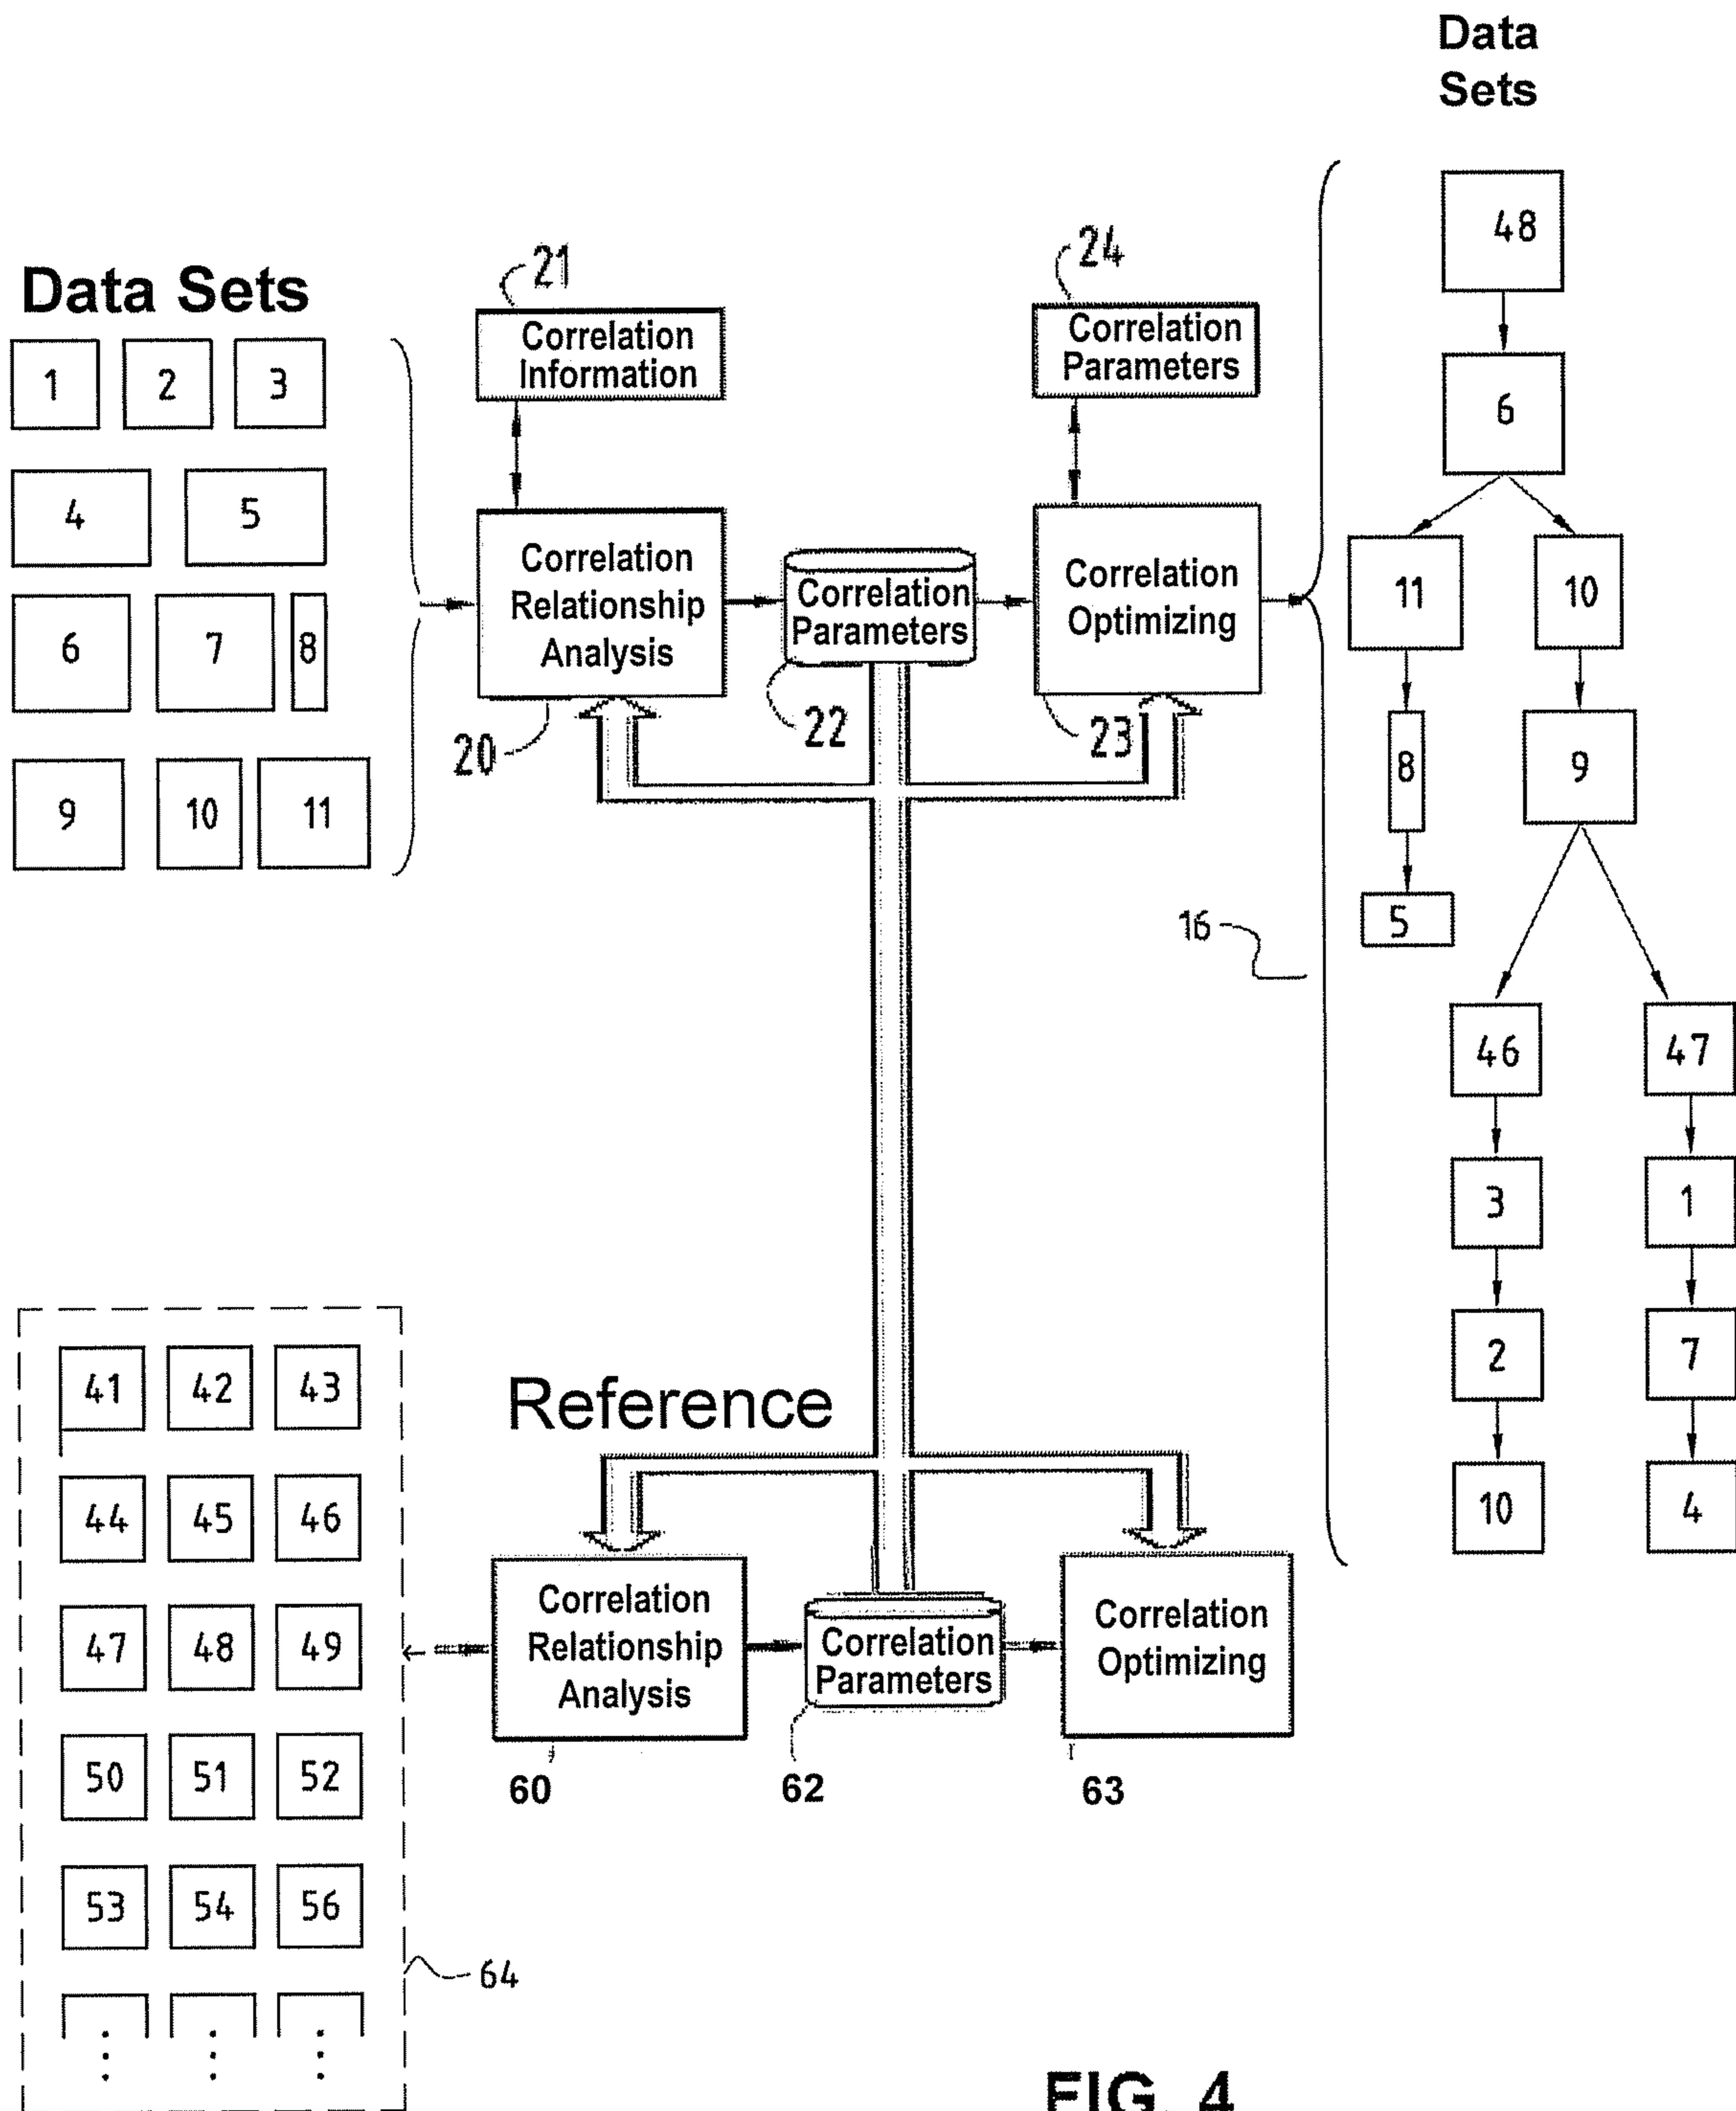 Data
Sets
48
6
11
10
8
9
5
16
46
47
3
1
2
7
10
4
Data Sets
1 2 3
4 5
6 7 8
9 10 11
21
Correlation
Information
24
Correlation
Parameters
Correlation
Relationship
Analysis
20
Correlation
Parameters
22
Correlation
Optimizing
23
Reference
41 42 43
44 45 46
47 48 49
50 51 52
53 54 56
64
Correlation
Relationship
Analysis
60
Correlation
Parameters
62
Correlation
Optimizing
63
FIG. 4